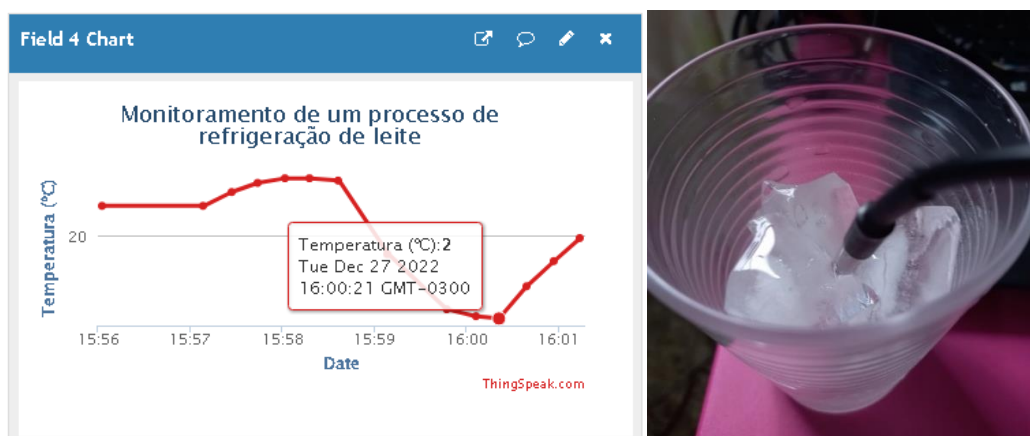 Field 4 Chart
Monitoramento de um processo de
refrigeração de leite
Temperatura (°C)
20
Temperatura (°C):2
Tue Dec 27 2022
16:00:21 GMT-0300
15:56 15:57 15:58 15:59 16:00 16:01
Date
ThingSpeak.com